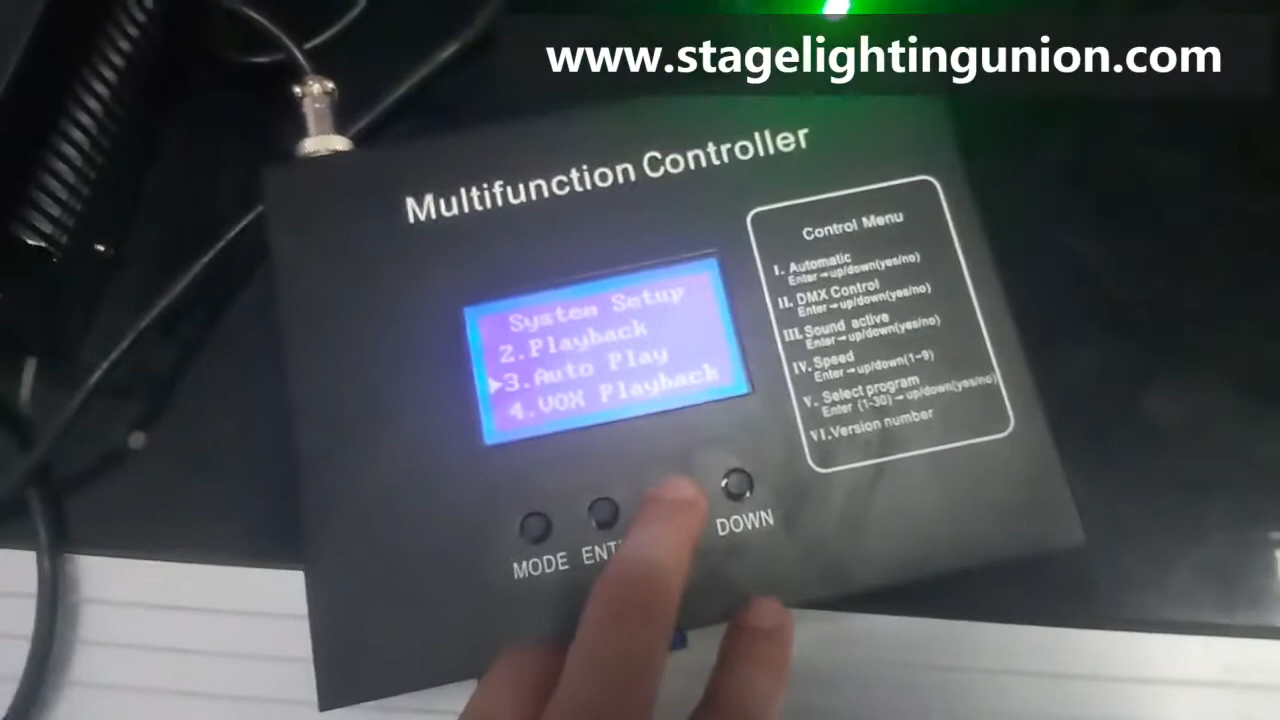 www.stagelightingunion.com
Multifunction Controller
System Setup
2.Playback
3.Auto Play
4.VOX Playback
Control Menu
I. Automatic
Enter→up/down(yes/no)
II. DMX Control
Enter→up/down(yes/no)
III. Sound active
Enter→up/down(yes/no)
IV. Speed
Enter→up/down(1-9)
V. Select program
Enter (1-30)→up/down(yes/no)
VI.Version number
MODE ENT
DOWN